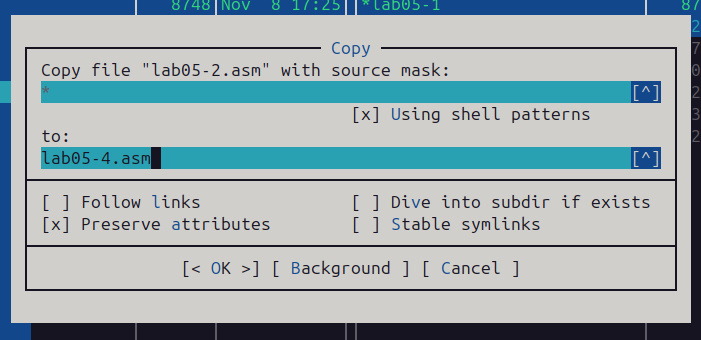 8748 Nov  8 17:25 *lab05-1 87
Copy
Copy file "lab05-2.asm" with source mask:
* [^]
[x] Using shell patterns
to:
lab05-4.asm [^]
[ ] Follow links [ ] Dive into subdir if exists
[x] Preserve attributes [ ] Stable symlinks
[< OK >] [ Background ] [ Cancel ]